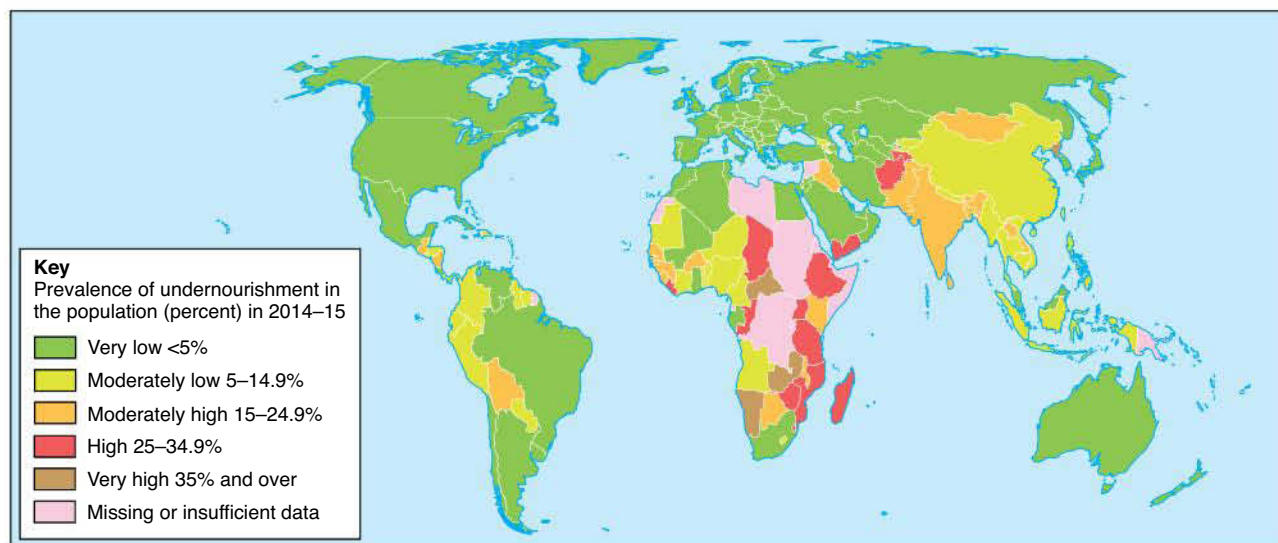 Key
Prevalence of undernourishment in
the population (percent) in 2014–15
Very low <5%
Moderately low 5–14.9%
Moderately high 15–24.9%
High 25–34.9%
Very high 35% and over
Missing or insufficient data